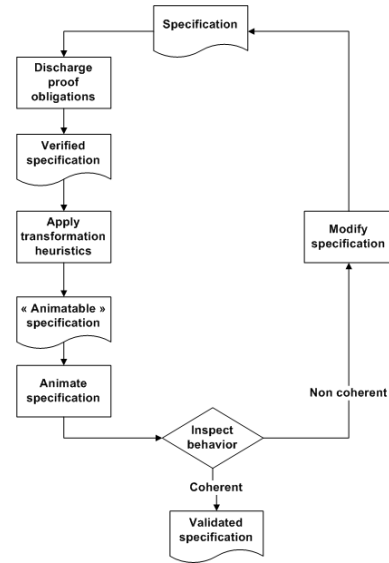 Specification
Discharge
proof
obligations
Verified
specification
Apply
transformation
heuristics
« Animatable »
specification
Animate
specification
Inspect
behavior
Non coherent
Modify
specification
Coherent
Validated
specification